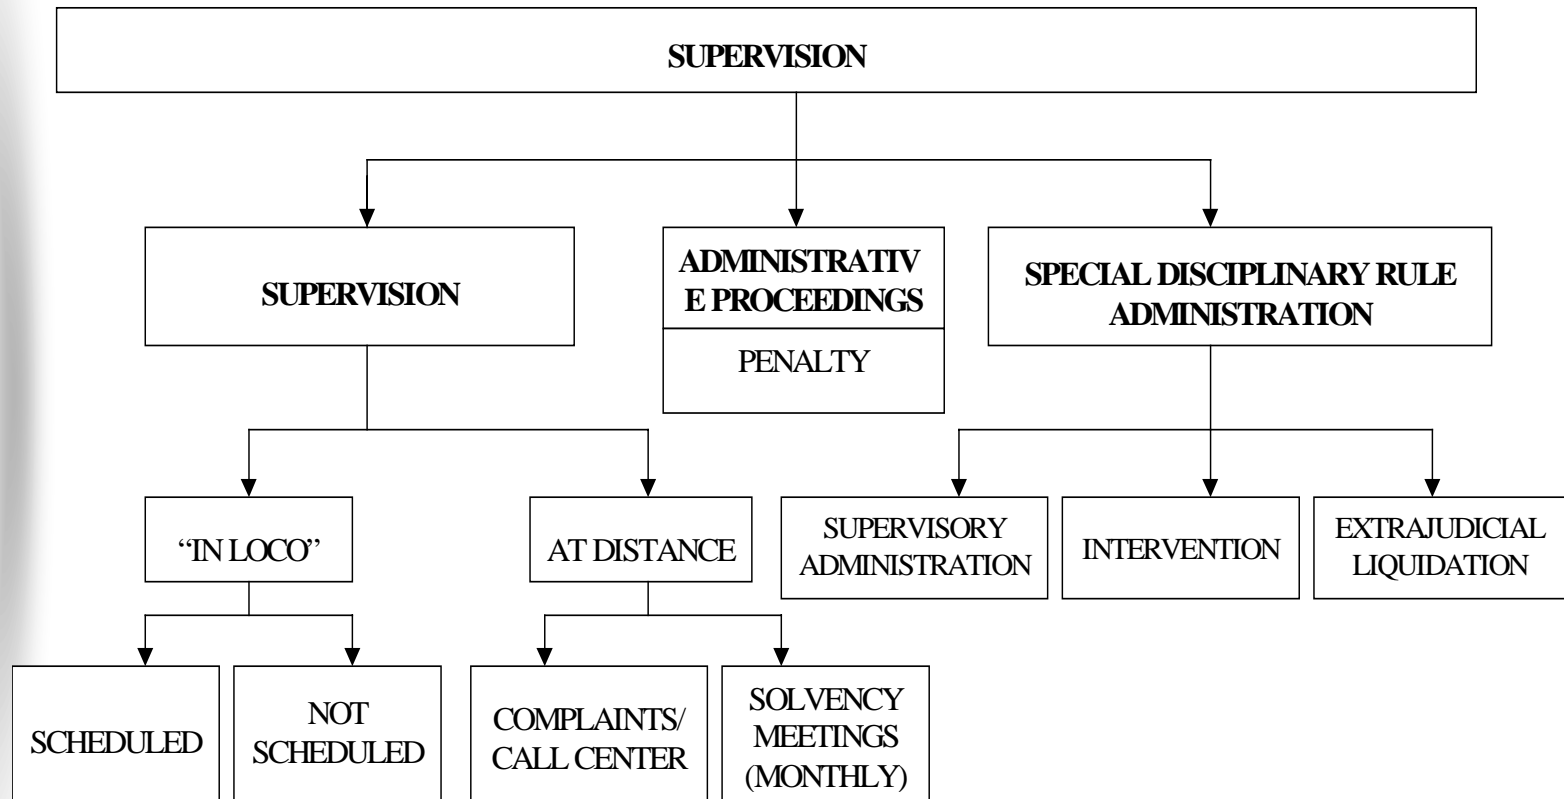 SUPERVISION
SUPERVISION
ADMINISTRATIV
E PROCEEDINGS
PENALTY
SPECIAL DISCIPLINARY RULE
ADMINISTRATION
“IN LOCO”
AT DISTANCE
SUPERVISORY
ADMINISTRATION
INTERVENTION
EXTRAJUDICIAL
LIQUIDATION
SCHEDULED
NOT
SCHEDULED
COMPLAINTS/
CALL CENTER
SOLVENCY
MEETINGS
(MONTHLY)